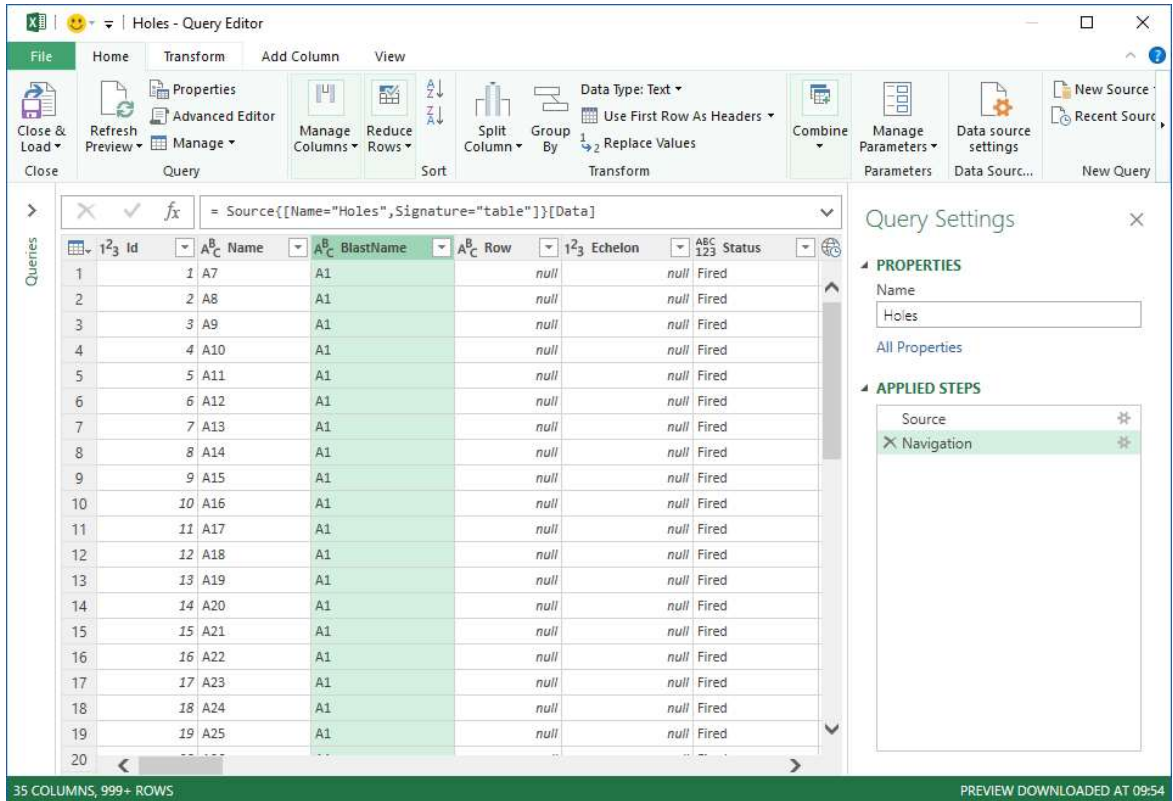 Holes - Query Editor
File Home Transform Add Column View
Close & Load
Refresh Preview
Properties
Advanced Editor
Manage
Manage Columns
Reduce Rows
Split Column
Group By
Data Type: Text
Use First Row As Headers
1 2 Replace Values
Combine
Manage Parameters
Data source settings
New Source
Recent Sourc
Close Query Sort Transform Parameters Data Sourc... New Query
fx = Source{[Name="Holes",Signature="table"]}[Data]
Queries
123 Id ABC Name ABC BlastName ABC Row 123 Echelon ABC 123 Status
1 1 A7 A1 null null Fired
2 2 A8 A1 null null Fired
3 3 A9 A1 null null Fired
4 4 A10 A1 null null Fired
5 5 A11 A1 null null Fired
6 6 A12 A1 null null Fired
7 7 A13 A1 null null Fired
8 8 A14 A1 null null Fired
9 9 A15 A1 null null Fired
10 10 A16 A1 null null Fired
11 11 A17 A1 null null Fired
12 12 A18 A1 null null Fired
13 13 A19 A1 null null Fired
14 14 A20 A1 null null Fired
15 15 A21 A1 null null Fired
16 16 A22 A1 null null Fired
17 17 A23 A1 null null Fired
18 18 A24 A1 null null Fired
19 19 A25 A1 null null Fired
20
Query Settings
PROPERTIES
Name
Holes
All Properties
APPLIED STEPS
Source
Navigation
35 COLUMNS, 999+ ROWS
PREVIEW DOWNLOADED AT 09:54